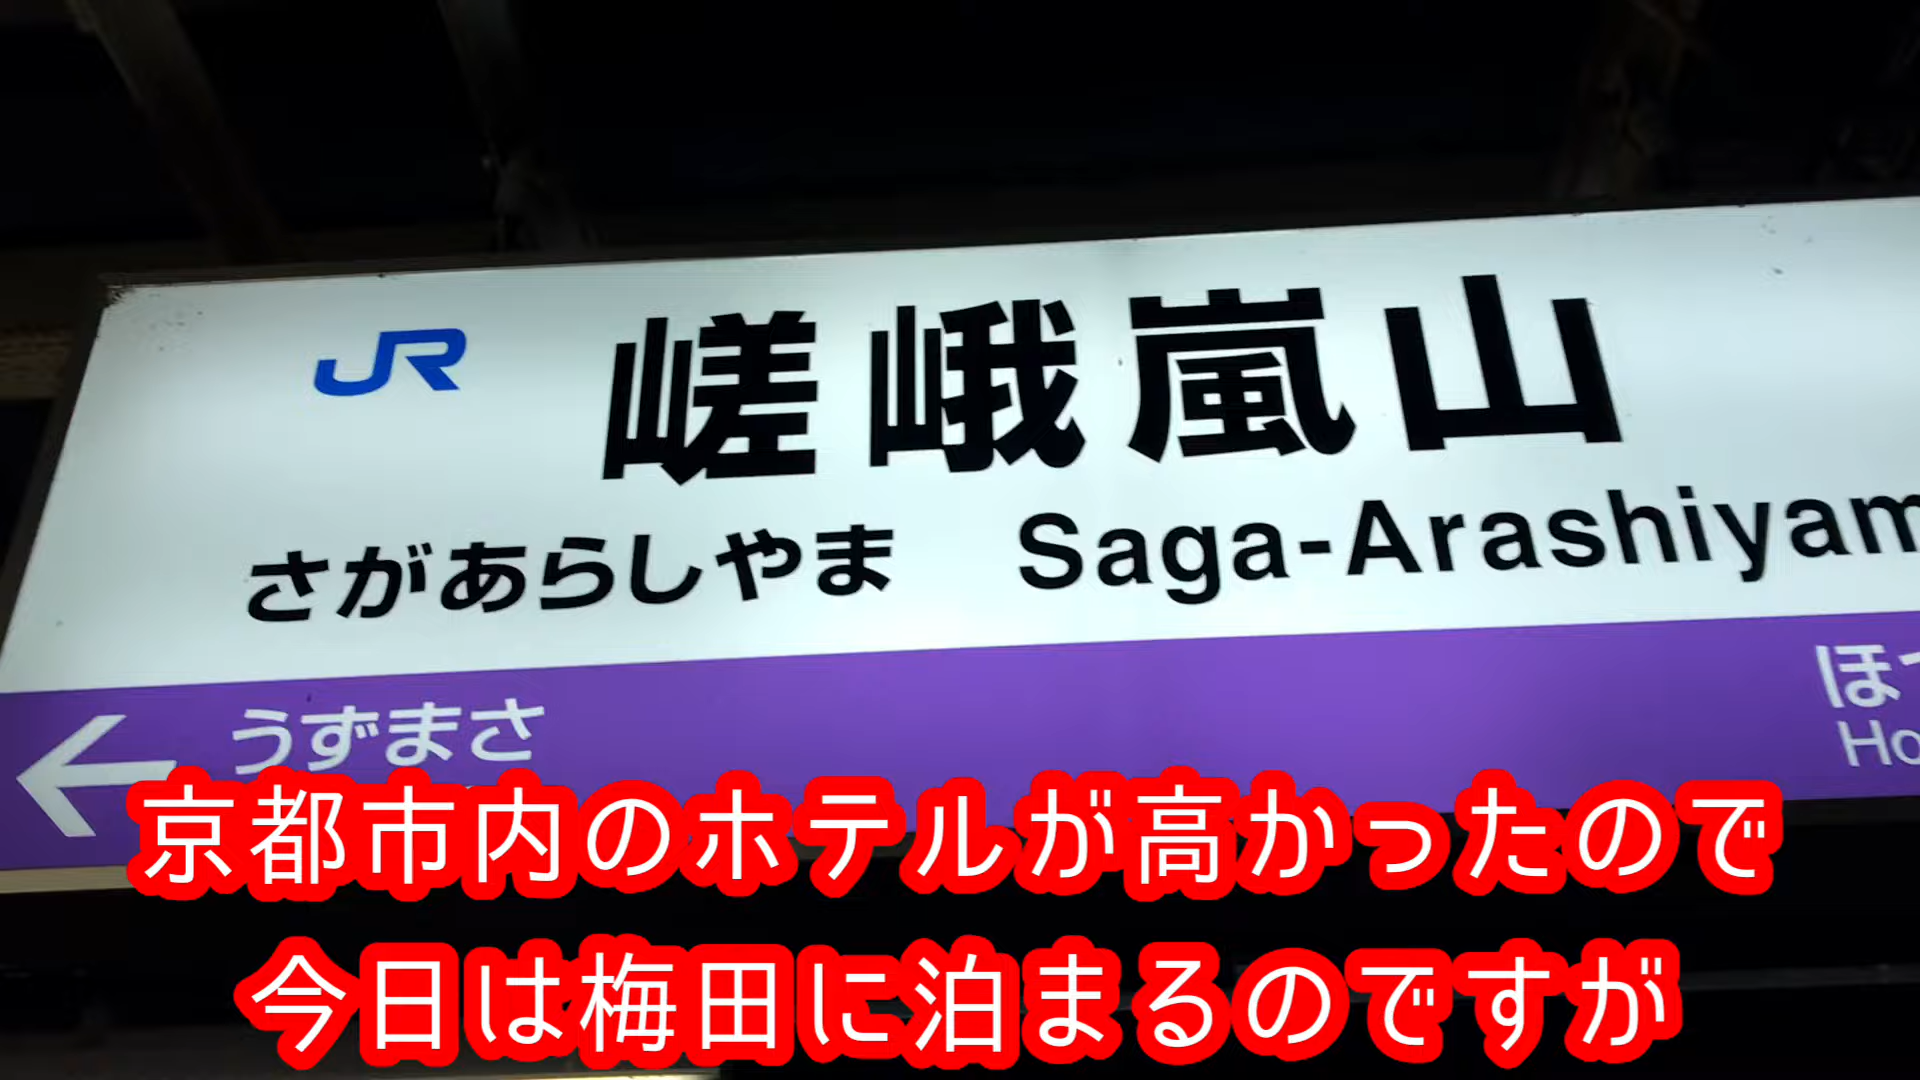 JR 嵯峨嵐山
さがあらしやま Saga-Arashiyam
← うずまさ
京都市内のホテルが高かったので
今日は梅田に泊まるのですが